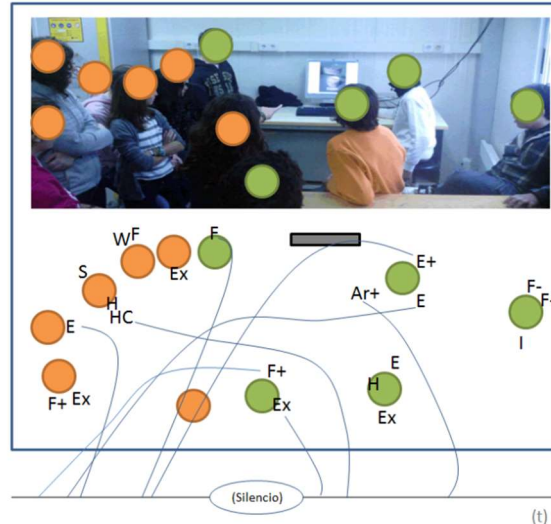 WF
F
S
Ex
E+
H
HC
Ar+
E
F-
F-
E
I
F+ Ex
F+
Ex
E
H
Ex
(Silencio)
(t)